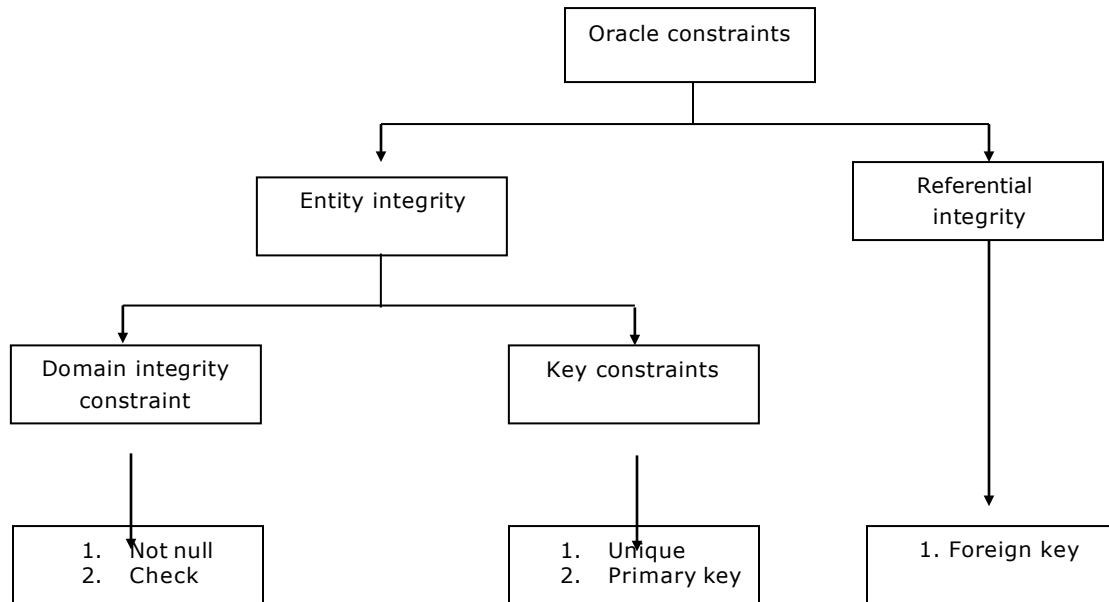 Oracle constraints
Entity integrity
Referential
integrity
Domain integrity
constraint
Key constraints
1. Not null
2. Check
1. Unique
2. Primary key
1. Foreign key